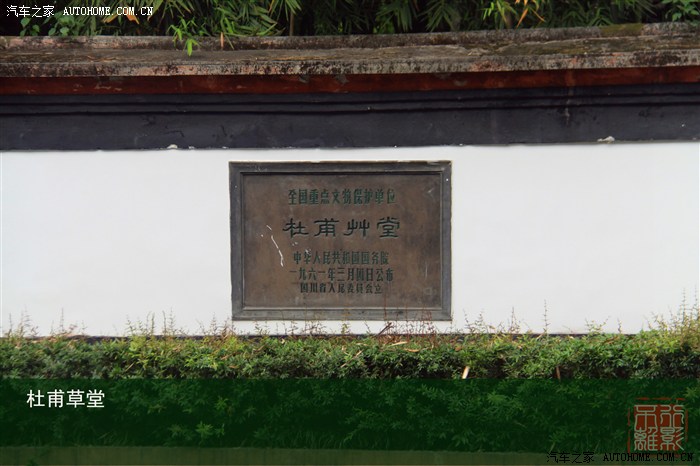 汽车之家 AUTOHOME.COM.CN
全国重点文物保护单位
杜甫艸堂
中华人民共和国国务院
一九六一年三月四日公布
四川省人民委员会立
杜甫草堂
汽车之家 AUTOHOME.COM.CN